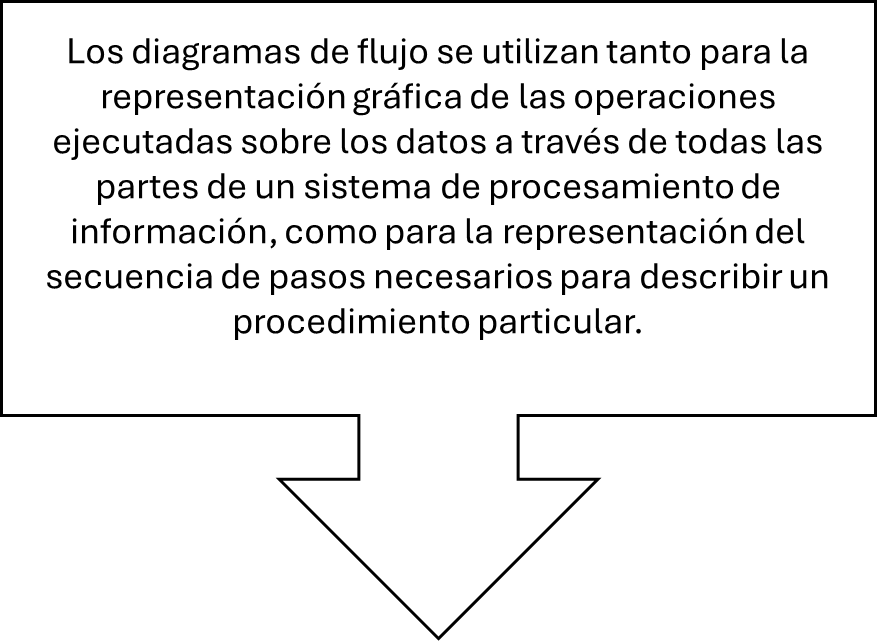 Los diagramas de flujo se utilizan tanto para la
representación gráfica de las operaciones
ejecutadas sobre los datos a través de todas las
partes de un sistema de procesamiento de
información, como para la representación del
secuencia de pasos necesarios para describir un
procedimiento particular.